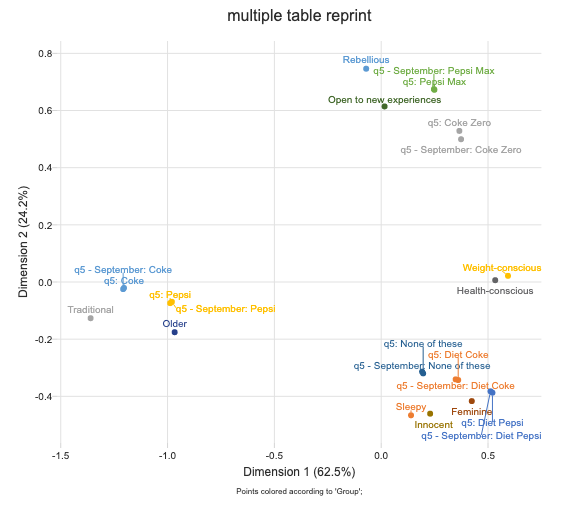 multiple table reprint
0.8
Rebellious
q5 - September: Pepsi Max
q5: Pepsi Max
Open to new experiences
0.6
q5: Coke Zero
q5 - September: Coke Zero
0.4
0.2
Dimension 2 (24.2%)
q5 - September: Coke
q5: Coke
Weight-conscious
0.0
Health-conscious
q5: Pepsi
q5 - September: Pepsi
Traditional
Older
-0.2
q5: None of these
q5: Diet Coke
q5 - September: None of these
q5 - September: Diet Coke
-0.4
Sleepy
Feminine
Innocent
q5: Diet Pepsi
q5 - September: Diet Pepsi
-1.5
-1.0
-0.5
0.0
0.5
Dimension 1 (62.5%)
Points colored according to 'Group';